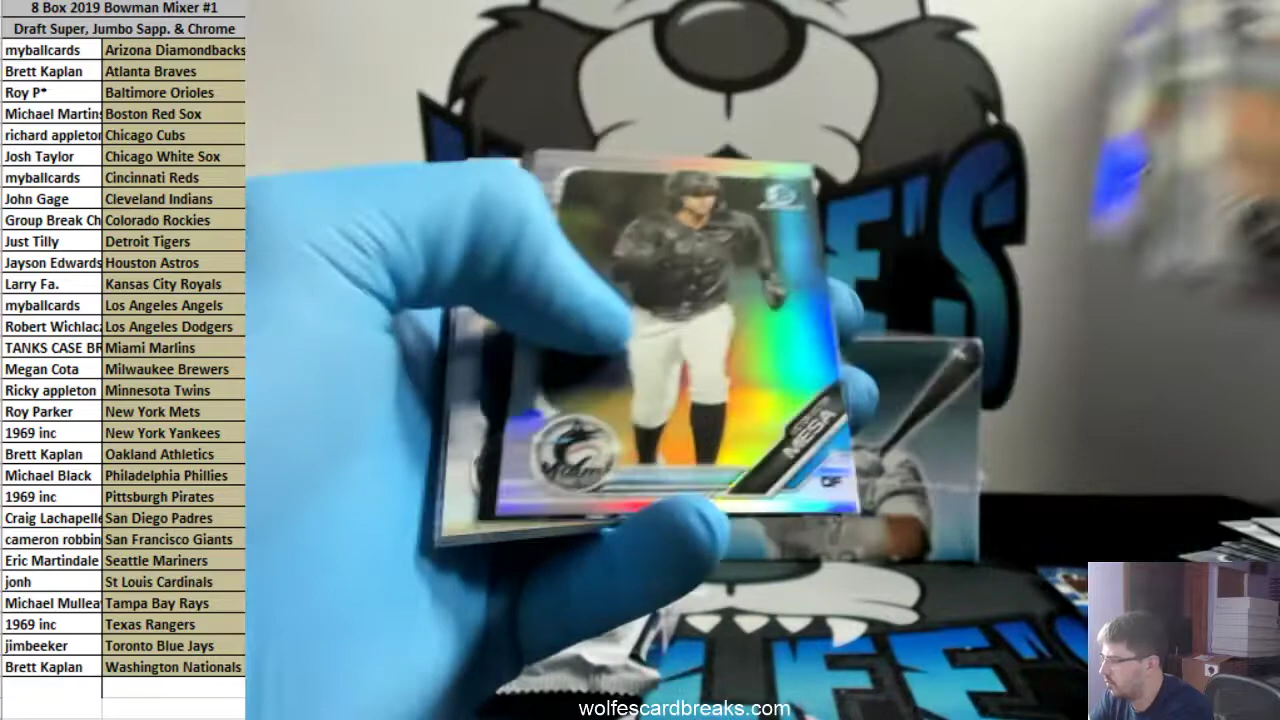 8 Box 2019 Bowman Mixer #1
Draft Super, Jumbo Sapp. & Chrome
myballcards Arizona Diamondbacks
Brett Kaplan Atlanta Braves
Roy P* Baltimore Orioles
Michael Martins Boston Red Sox
richard appleton Chicago Cubs
Josh Taylor Chicago White Sox
myballcards Cincinnati Reds
John Gage Cleveland Indians
Group Break Ch Colorado Rockies
Just Tilly Detroit Tigers
Jayson Edwards Houston Astros
Larry Fa. Kansas City Royals
myballcards Los Angeles Angels
Robert Wichlac Los Angeles Dodgers
TANKS CASE BR Miami Marlins
Megan Cota Milwaukee Brewers
Ricky appleton Minnesota Twins
Roy Parker New York Mets
1969 inc New York Yankees
Brett Kaplan Oakland Athletics
Michael Black Philadelphia Phillies
1969 inc Pittsburgh Pirates
Craig Lachapelle San Diego Padres
cameron robbin San Francisco Giants
Eric Martindale Seattle Mariners
jonh St Louis Cardinals
Michael Mullea Tampa Bay Rays
1969 inc Texas Rangers
jimbeeker Toronto Blue Jays
Brett Kaplan Washington Nationals
MESA
OF
wolfescardbreaks.com